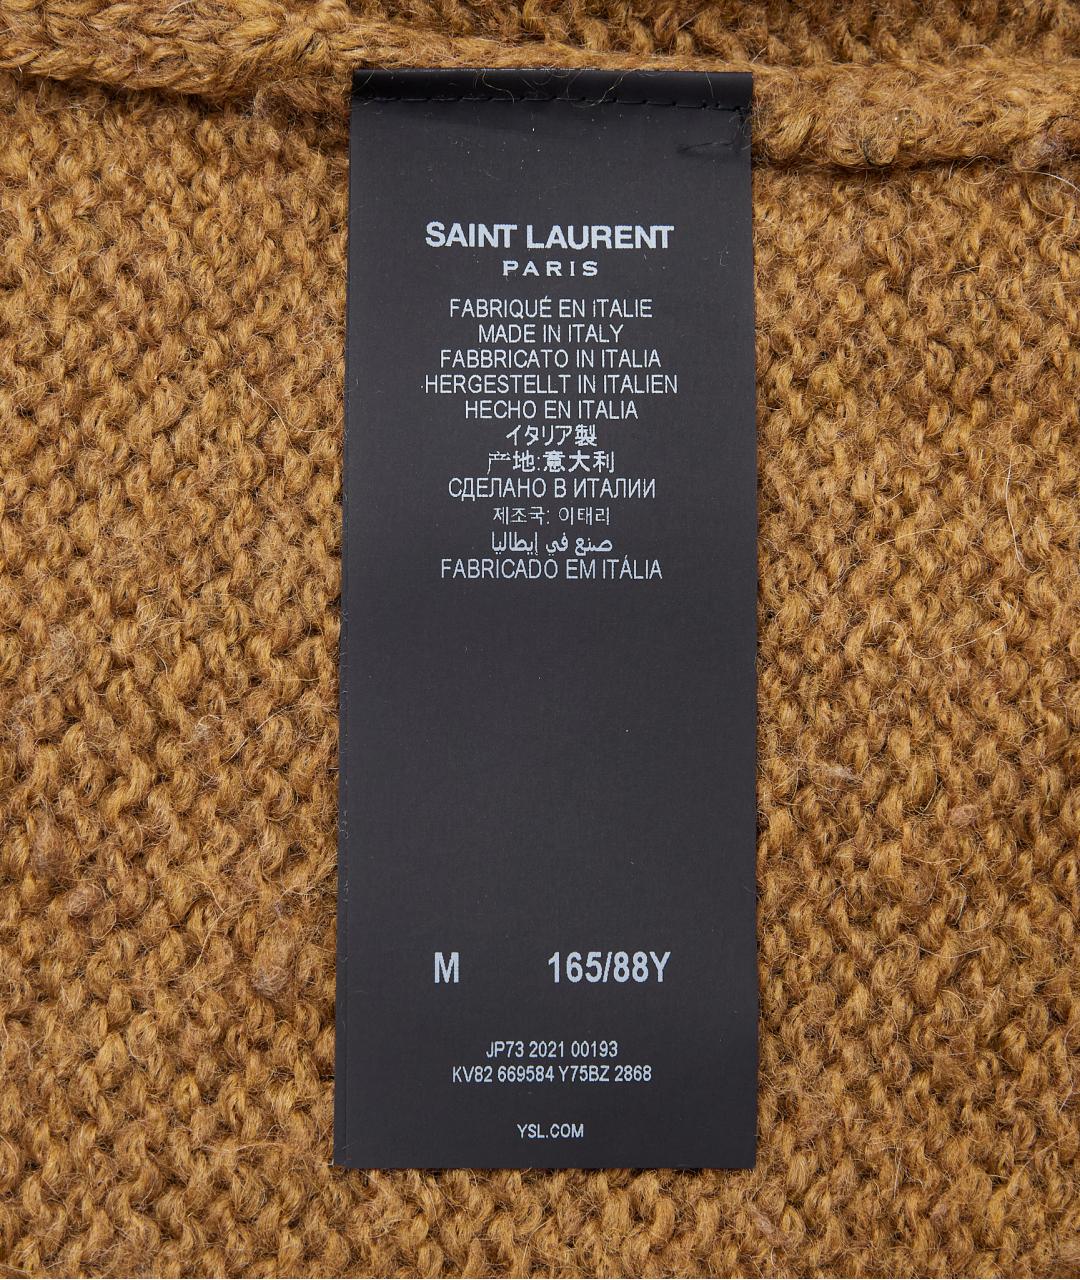 SAINT LAURENT
PARIS
FABRIQUÉ EN ITALIE
MADE IN ITALY
FABBRICATO IN ITALIA
HERGESTELLT IN ITALIEN
HECHO EN ITALIA
イタリア製
产地:意大利
СДЕЛАНО В ИТАЛИИ
제조국: 이태리
صنع في إيطاليا
FABRICADO EM ITÁLIA
M 165/88Y
JP73 2021 00193
KV82 669584 Y75BZ 2868
YSL.COM